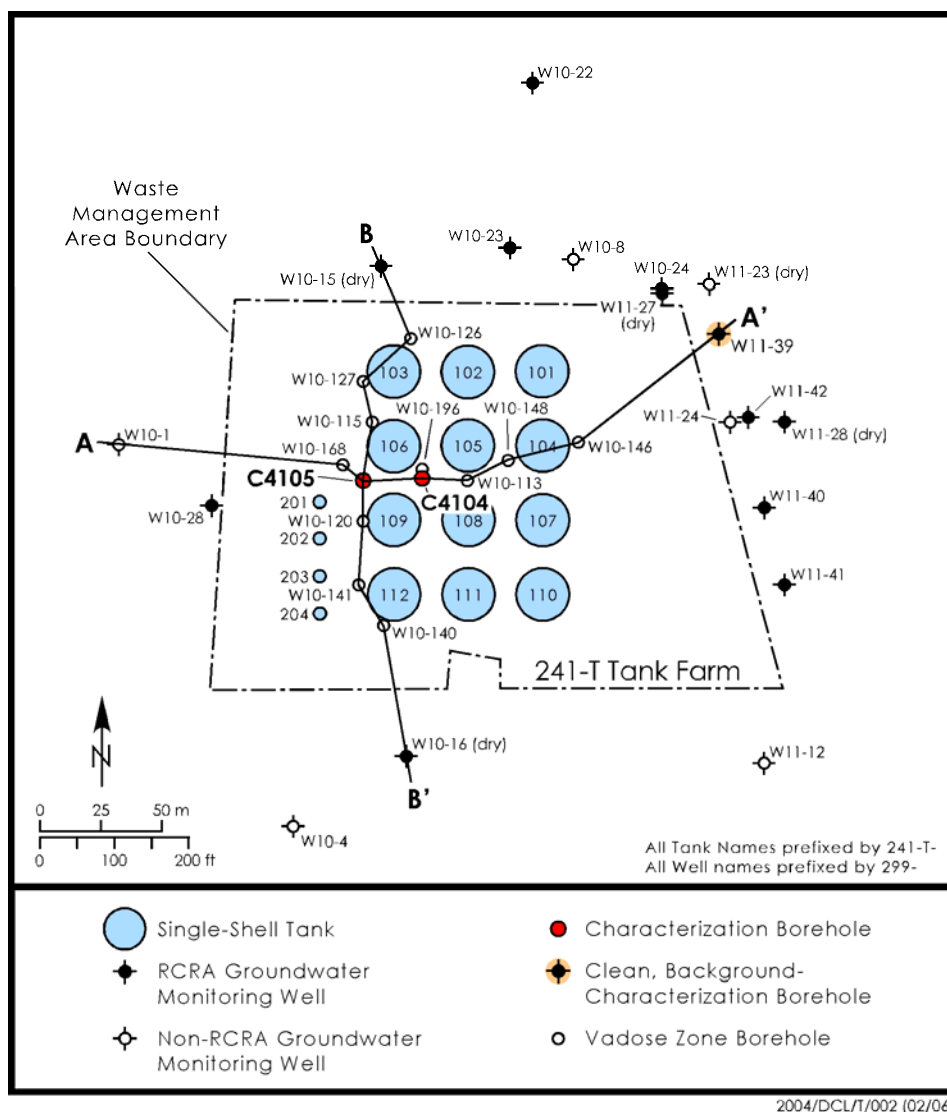 W10-22
Waste
Management
Area Boundary
B
W10-23
W10-8
W10-15 (dry)
W10-24
W11-23 (dry)
W11-27
(dry)
A'
W10-126
W11-39
103
102
101
W10-127
W10-196
W10-148
W11-42
W10-115
W11-24
W11-28 (dry)
A
W10-1
106
105
104
W10-146
W10-168
C4105
W10-113
C4104
201
W10-28
W10-120
109
108
107
W11-40
202
203
W10-141
112
111
110
W11-41
204
W10-140
241-T Tank Farm
N
W10-16 (dry)
W11-12
B'
0 25 50 m
0 100 200 ft
W10-4
All Tank Names prefixed by 241-T-
All Well names prefixed by 299-
Single-Shell Tank
RCRA Groundwater
Monitoring Well
Non-RCRA Groundwater
Monitoring Well
Characterization Borehole
Clean, Background-
Characterization Borehole
Vadose Zone Borehole
2004/DCL/T/002 (02/06